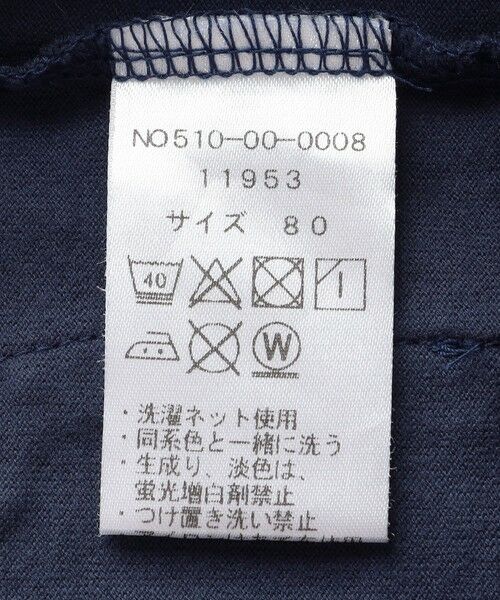 NO510-00-0008
11953
サイズ 80
40
W
・洗濯ネット使用
・同系色と一緒に洗う
・生成り、淡色は、
蛍光増白剤禁止
・つけ置き洗い禁止